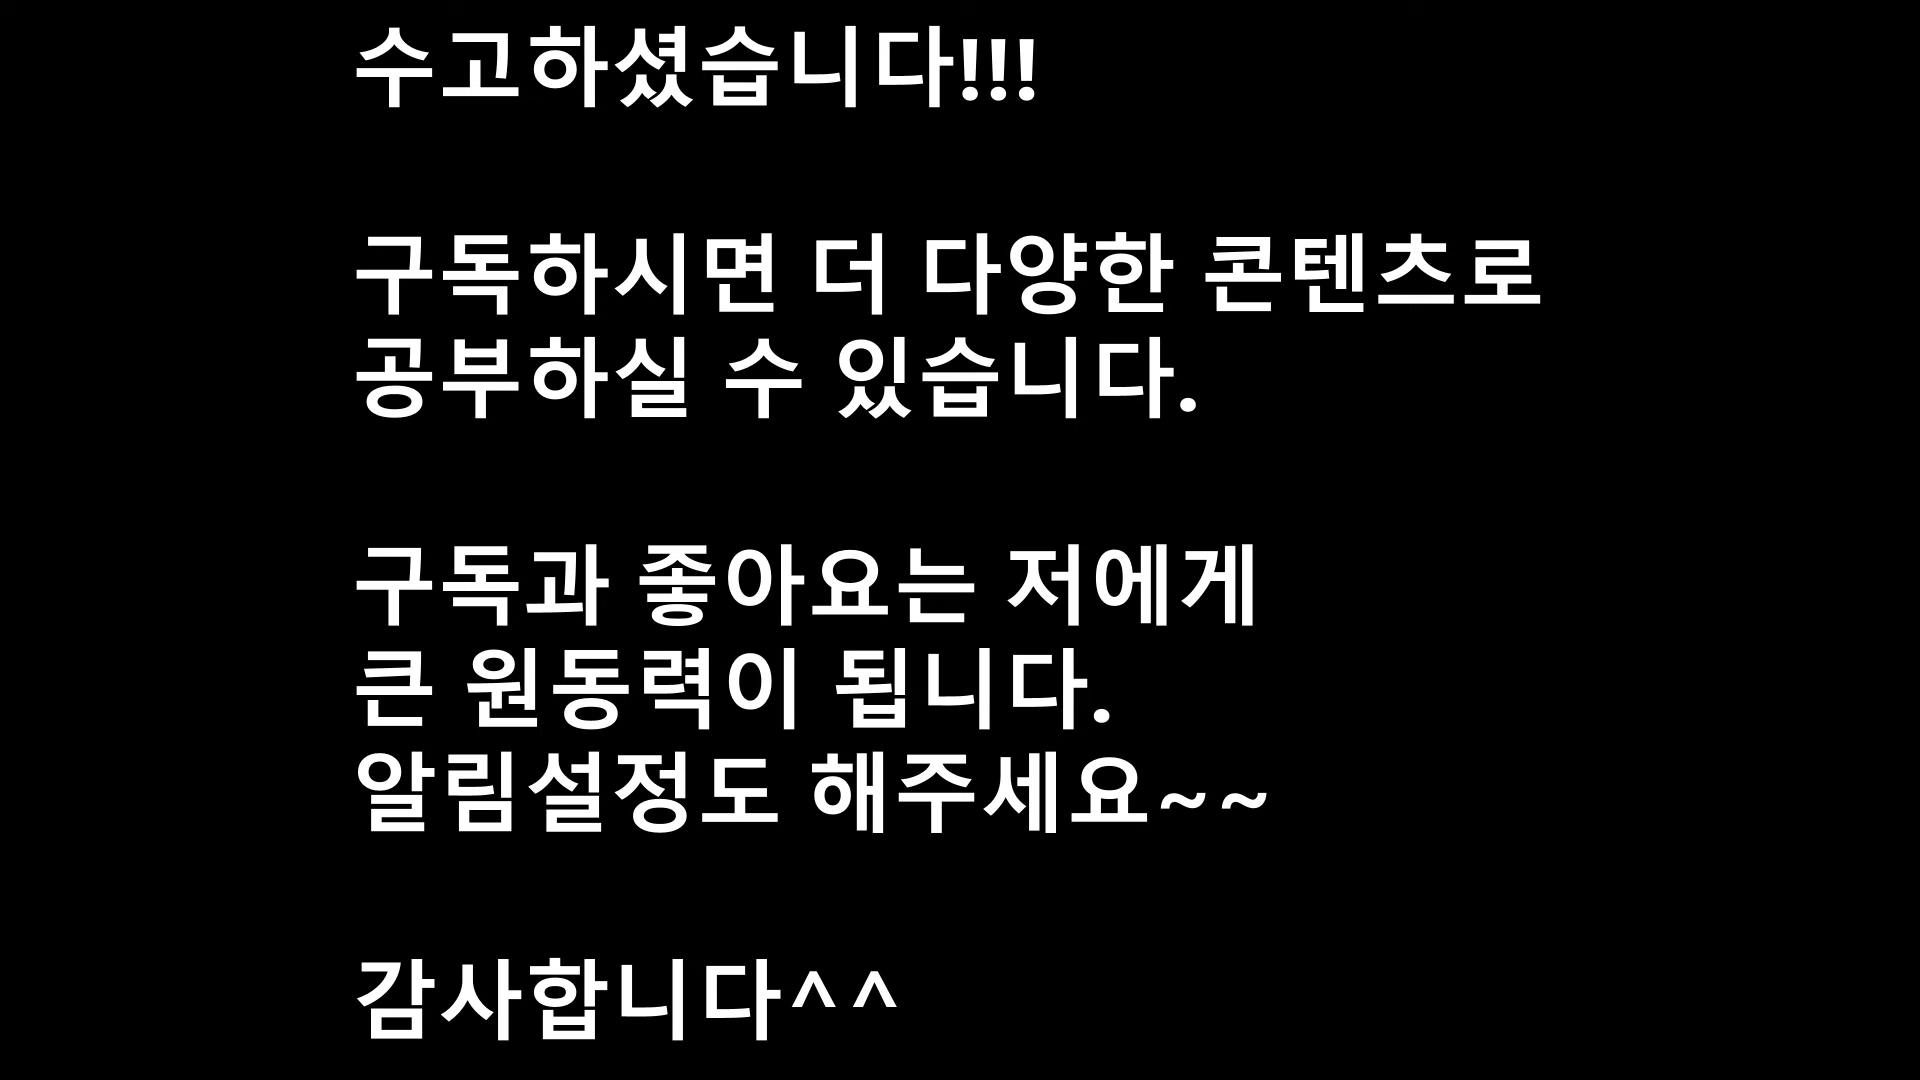 수고하셨습니다!!!
구독하시면 더 다양한 콘텐츠로
공부하실 수 있습니다.
구독과 좋아요는 저에게
큰 원동력이 됩니다.
알림설정도 해주세요~~
감사합니다^^